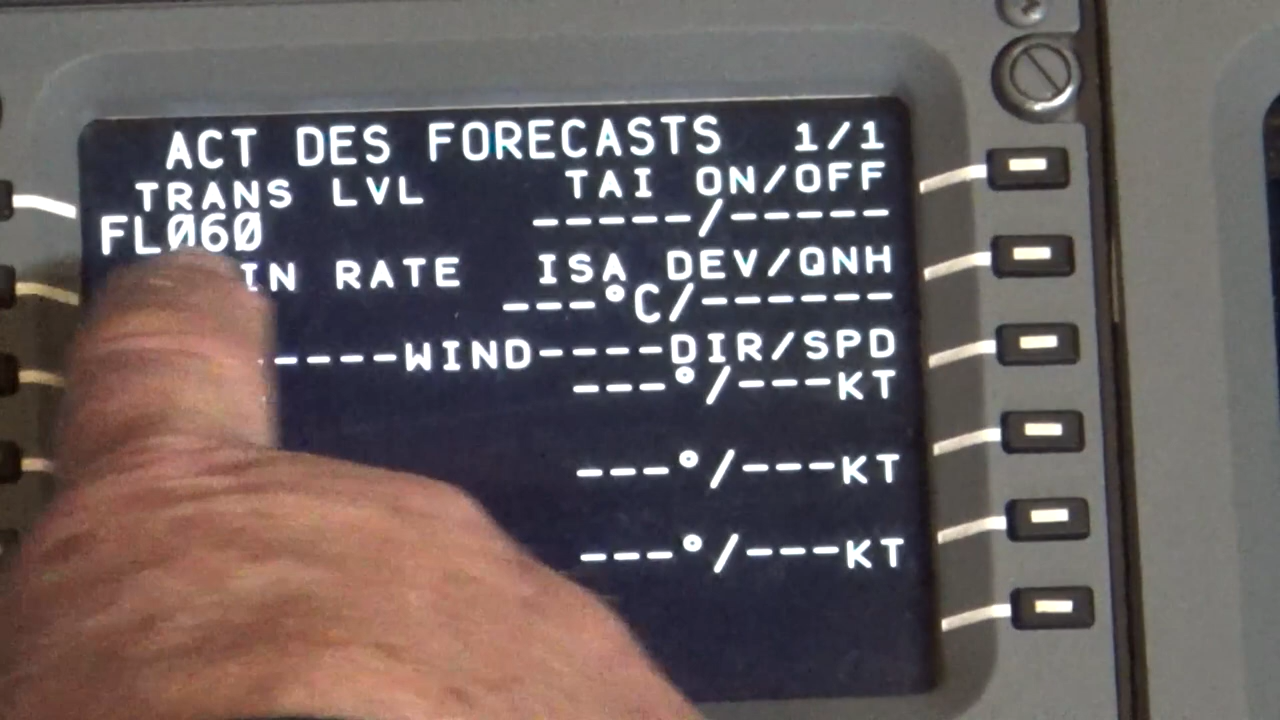 ACT DES FORECASTS 1/1
TRANS LVL TAI ON/OFF
FL060 -----/-----
IN RATE ISA DEV/QNH
---°C/------
----WIND----DIR/SPD
---°/---KT
---°/---KT
---°/---KT